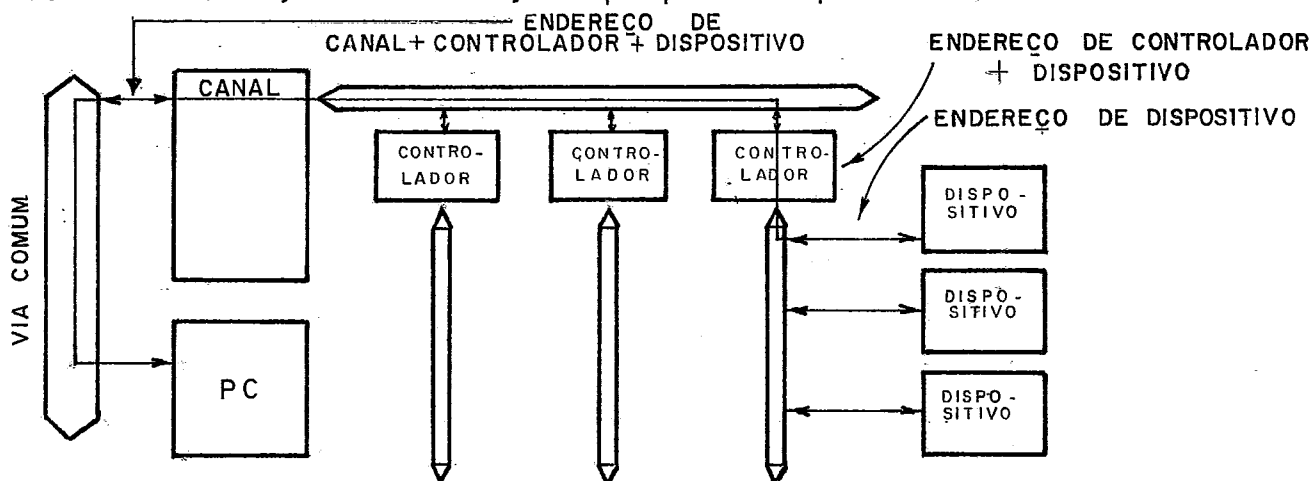 ENDEREÇO DE
CANAL + CONTROLADOR + DISPOSITIVO
ENDEREÇO DE CONTROLADOR
+ DISPOSITIVO
ENDEREÇO DE DISPOSITIVO
CANAL
CONTRO-
LADOR
CONTRO-
LADOR
CONTRO-
LADOR
DISPO-
SITIVO
DISPO-
SITIVO
DISPO-
SITIVO
VIA COMUM
PC